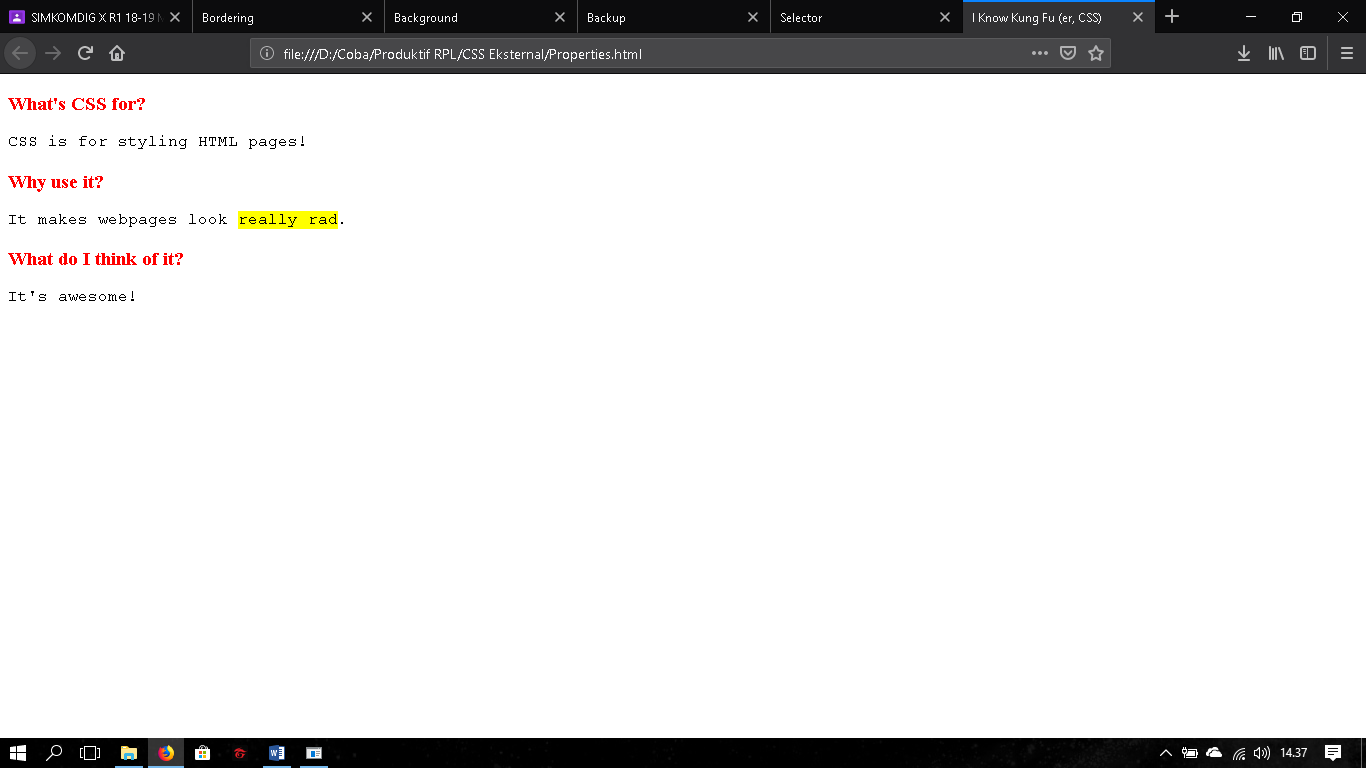 SIMKOMDIG X R1 18-19
Bordering
Background
Backup
Selector
I Know Kung Fu (er, CSS)
file:///D:/Coba/Produktif RPL/CSS Eksternal/Properties.html
What's CSS for?
CSS is for styling HTML pages!
Why use it?
It makes webpages look really rad.
What do I think of it?
It's awesome!
14.37